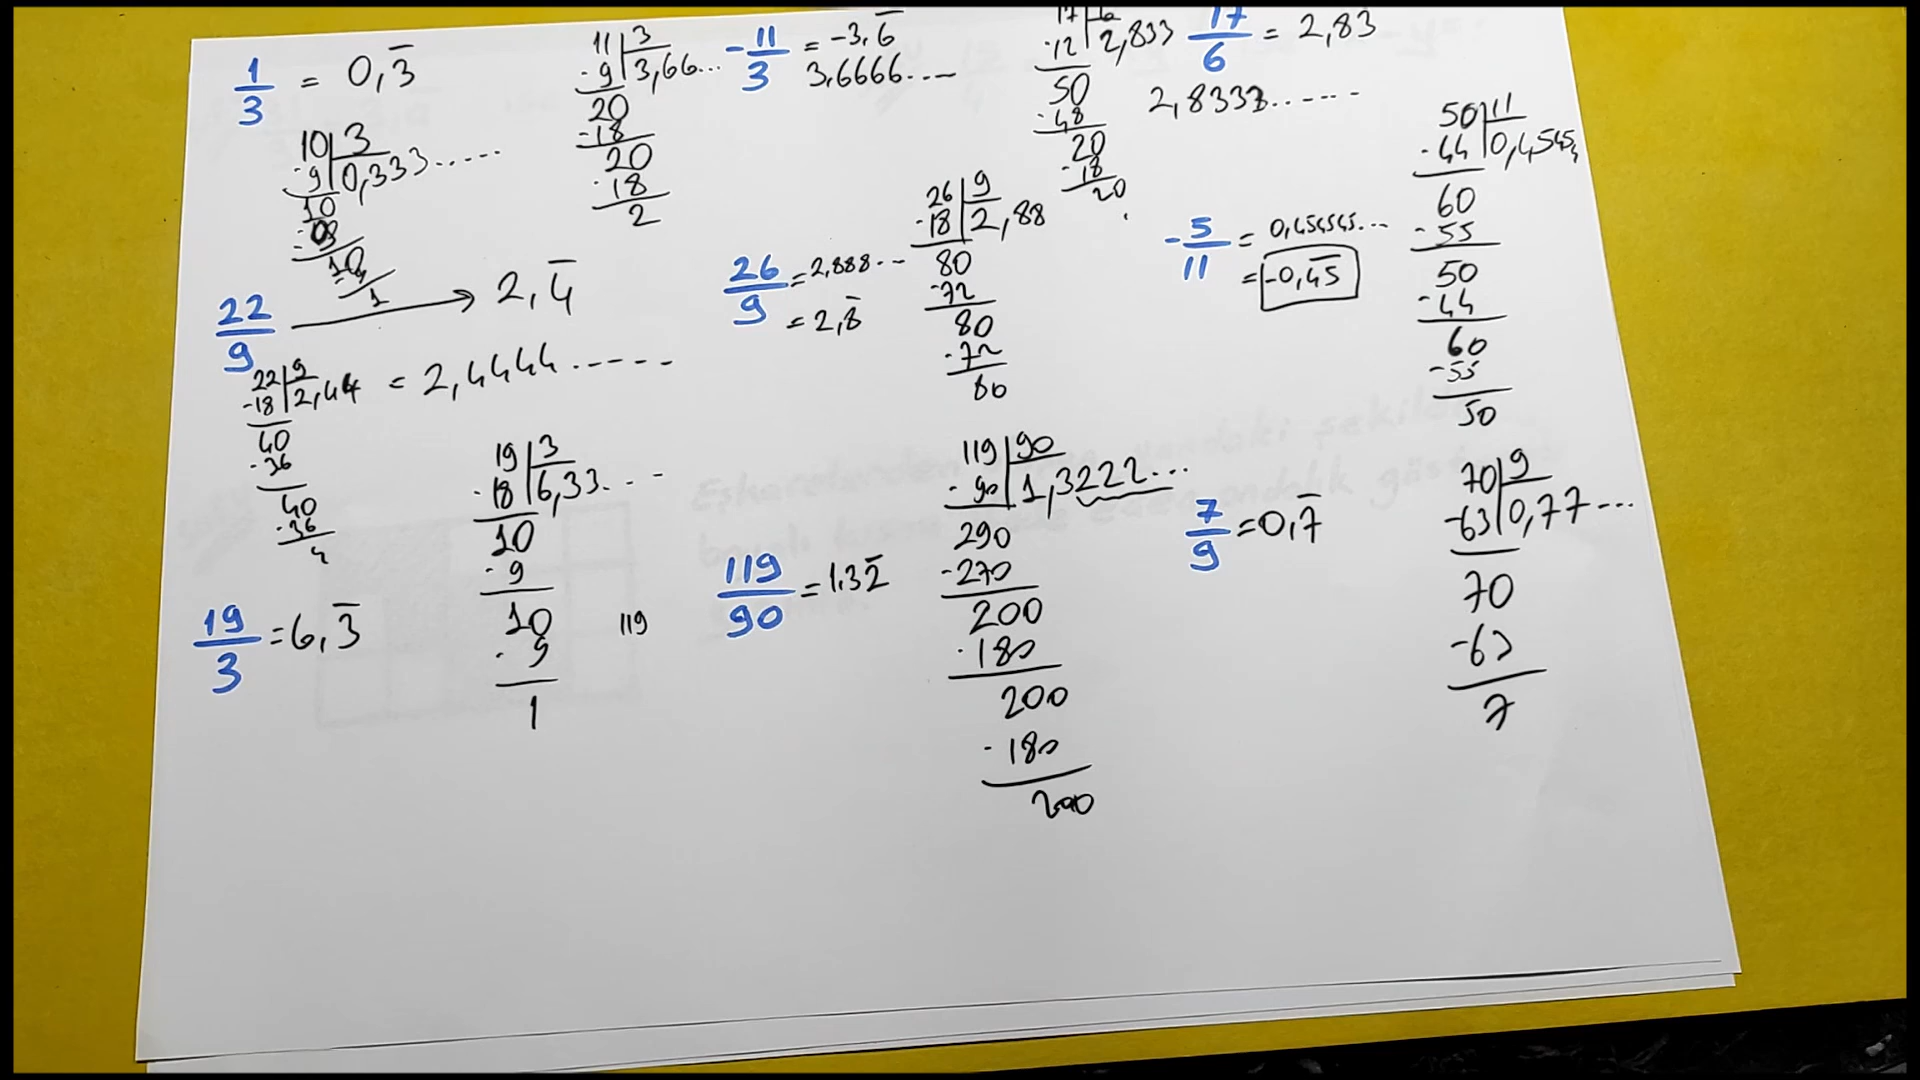 1/3 = 0,3̅
10 | 3
-9 | 0,333.....
10
10
1
11 | 3
-9 | 3,66...
20
-18
20
-18
2
-11/3 = -3,6̅
3,6666....
17 | 6
-12 | 2,833
50
-48
20
-18
20
17/6 = 2,83
2,8333......
50 | 11
-44 | 0,4545,
60
-55
50
-44
60
-55
50
22/9 → 2,4̅
22 | 9
-18 | 2,44 = 2,4444.....
40
-36
40
-36
4
26/9 = 2,888...
= 2,8̅
26 | 9
-18 | 2,88
80
-72
80
-72
80
-5/11 = 0,454545...
= -0,4̅5̅
19/3 = 6,3̅
19 | 3
-18 | 6,33...-
10
-9
10
-9
1
119
119/90 = 1,32̅
119 | 90
-90 | 1,3222...
290
-270
200
-180
200
-180
200
7/9 = 0,7̅
70 | 9
-63 | 0,77...
70
-63
7